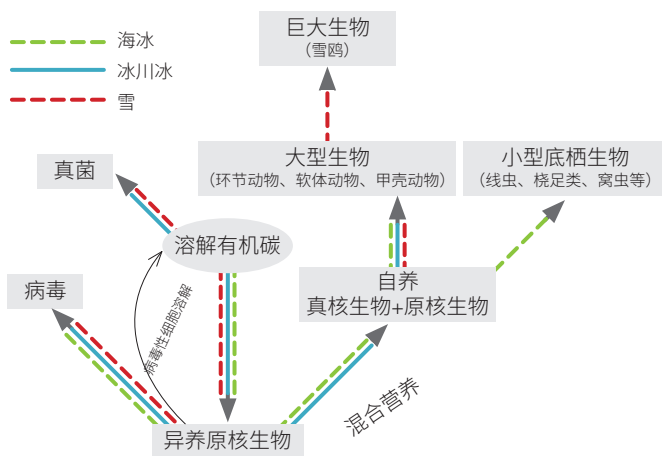 海冰
冰川冰
雪
巨大生物
（雪鸥）
大型生物
（环节动物、软体动物、甲壳动物）
小型底栖生物
（线虫、桡足类、窝虫等）
真菌
溶解有机碳
病毒
病毒性细胞溶解
自养
真核生物+原核生物
混合营养
异养原核生物